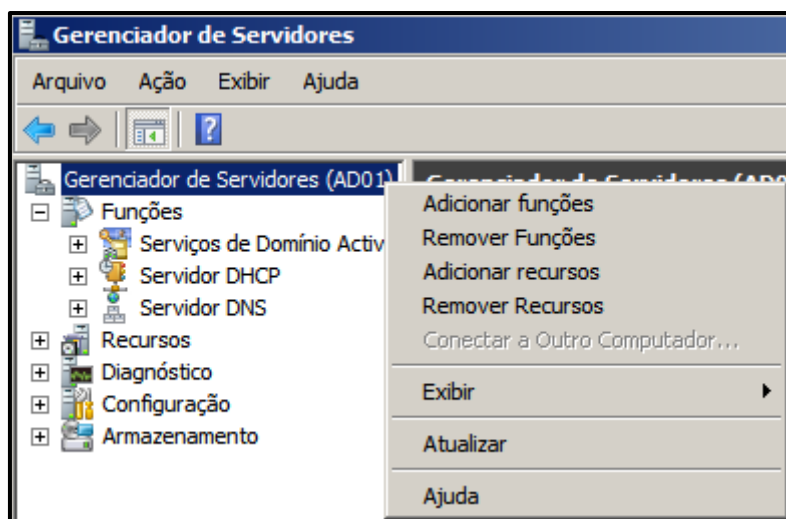 Gerenciador de Servidores
Arquivo Ação Exibir Ajuda
Gerenciador de Servidores (AD01)
Funções
Serviços de Domínio Activ
Servidor DHCP
Servidor DNS
Recursos
Diagnóstico
Configuração
Armazenamento
Adicionar funções
Remover Funções
Adicionar recursos
Remover Recursos
Conectar a Outro Computador...
Exibir
Atualizar
Ajuda